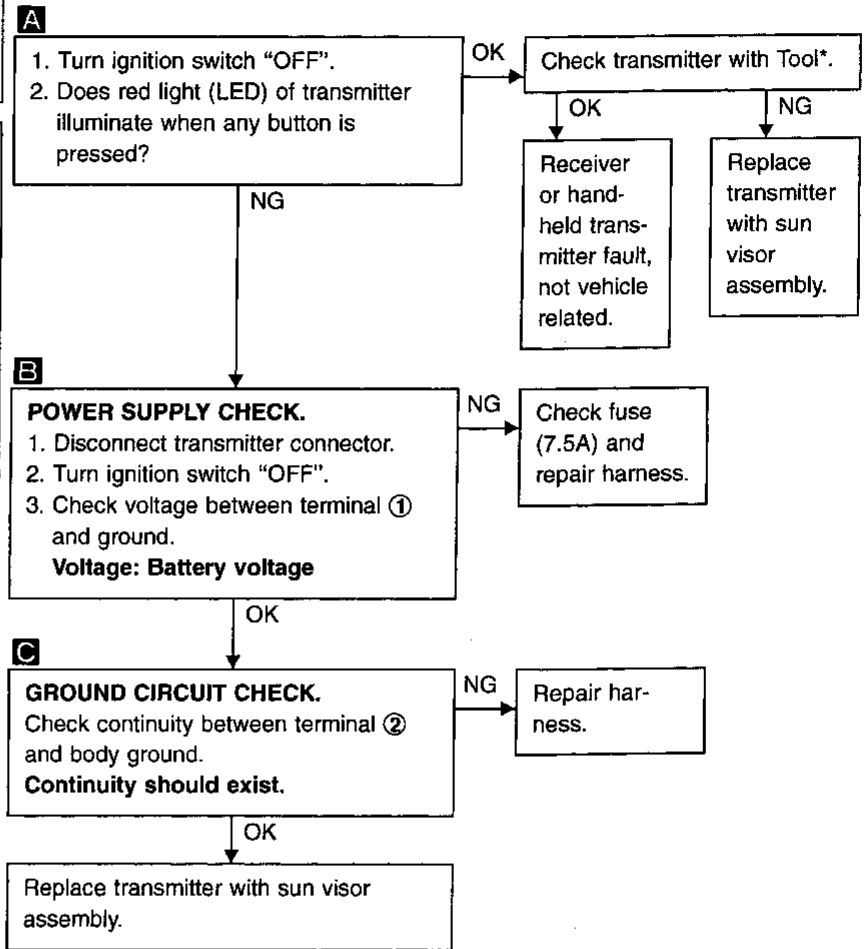 A
1. Turn ignition switch “OFF”.
2. Does red light (LED) of transmitter
illuminate when any button is
pressed?
OK
Check transmitter with Tool*.
OK
NG
Receiver
or hand-
held trans-
mitter fault,
not vehicle
related.
Replace
transmitter
with sun
visor
assembly.
NG
B
POWER SUPPLY CHECK.
1. Disconnect transmitter connector.
2. Turn ignition switch “OFF”.
3. Check voltage between terminal ①
and ground.
Voltage: Battery voltage
NG
Check fuse
(7.5A) and
repair harness.
OK
C
GROUND CIRCUIT CHECK.
Check continuity between terminal ②
and body ground.
Continuity should exist.
NG
Repair har-
ness.
OK
Replace transmitter with sun visor
assembly.